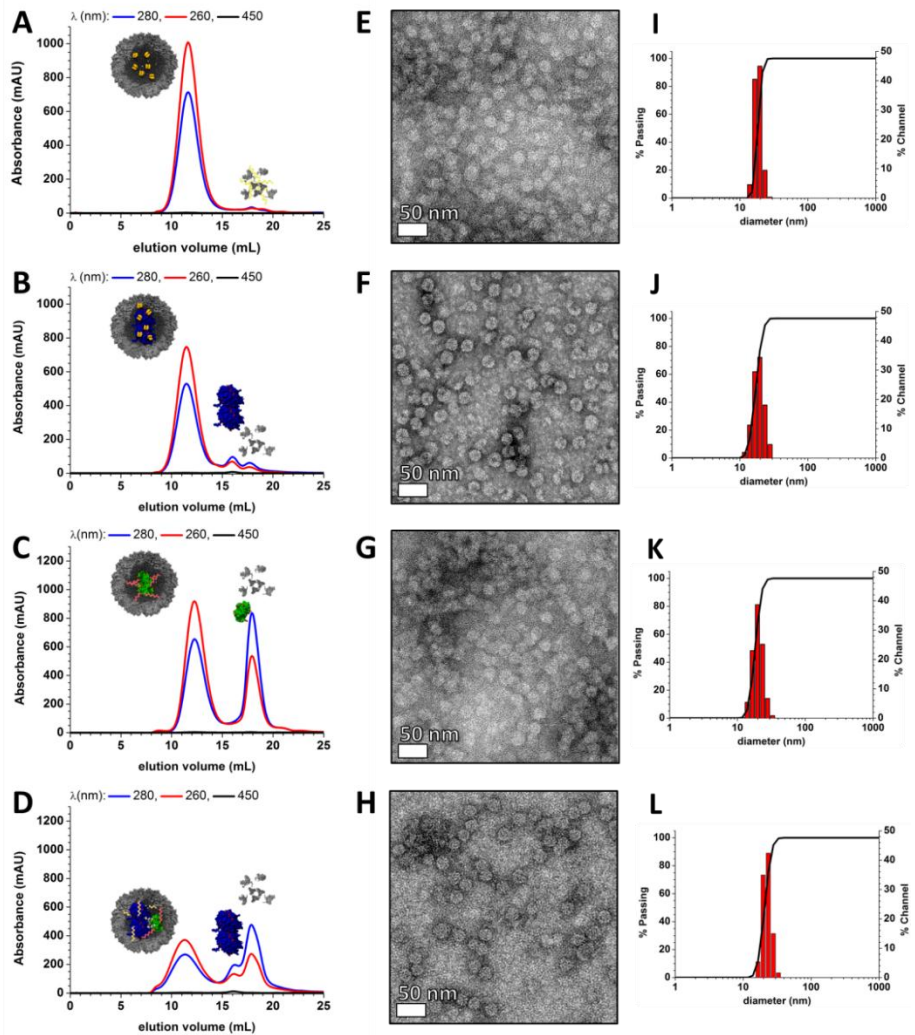 A
λ (nm): 280, 260, 450
Absorbance (mAU)
1000
800
600
400
200
0
0 5 10 15 20 25
elution volume (mL)
E
50 nm
I
% Passing
100
80
60
40
20
0
50
40
30
20
10
0
% Channel
1 10 100 1000
diameter (nm)
B
λ (nm): 280, 260, 450
Absorbance (mAU)
1000
800
600
400
200
0
0 5 10 15 20 25
elution volume (mL)
F
50 nm
J
% Passing
100
80
60
40
20
0
50
40
30
20
10
0
% Channel
1 10 100 1000
diameter (nm)
C
λ(nm): 280, 260, 450
Absorbance (mAU)
1200
1000
800
600
400
200
0
0 5 10 15 20 25
elution volume (mL)
G
50 nm
K
% Passing
100
80
60
40
20
0
50
40
30
20
10
0
% Channel
1 10 100 1000
diameter (nm)
D
λ(nm): 280, 260, 450
Absorbance (mAU)
1200
1000
800
600
400
200
0
0 5 10 15 20 25
elution volume (mL)
H
50 nm
L
% Passing
100
80
60
40
20
0
50
40
30
20
10
0
% Channel
1 10 100 1000
diameter (nm)